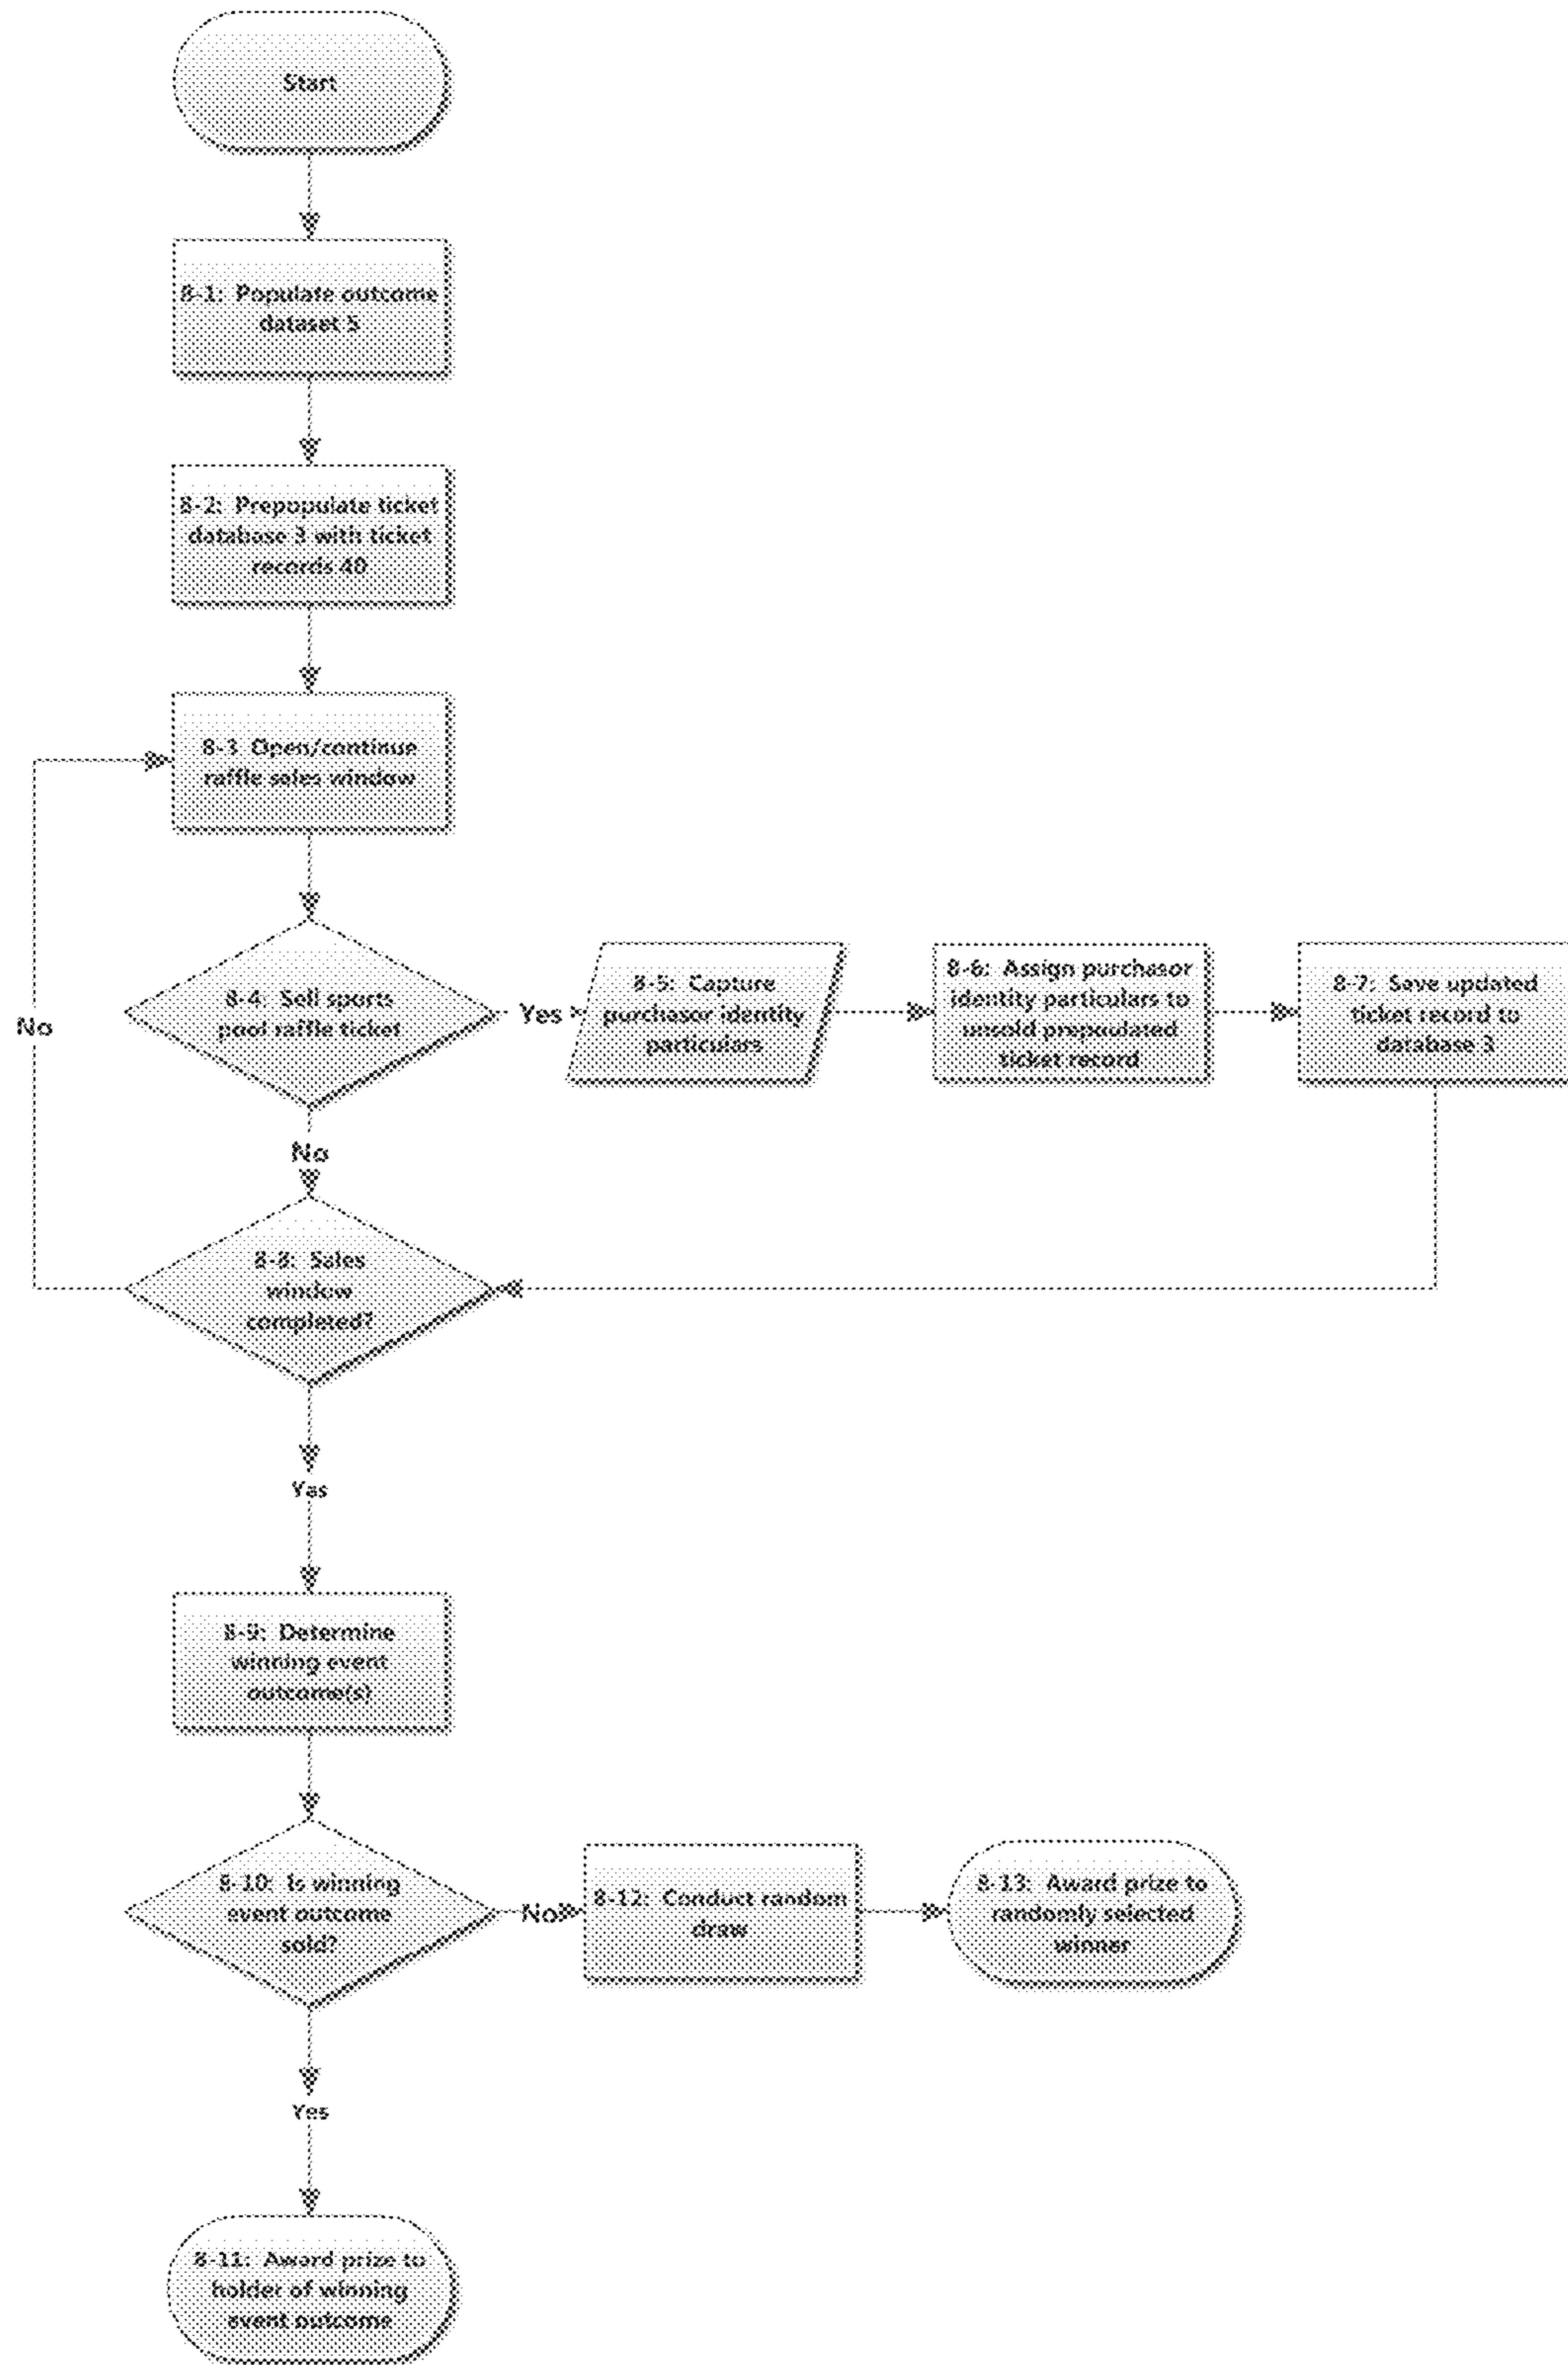 Start
8-1: Populate outcome
dataset 5
8-2: Prepopulate ticket
database 3 with ticket
records 40
8-3 Open/continue
raffle sales window
8-4: Sell sports
pool raffle ticket
Yes
8-5: Capture
purchasor identity
particulars
8-6: Assign purchasor
identity particulars to
unsold prepoulated
ticket record
8-7: Save updated
ticket record to
database 3
No
No
8-8: Sales
window
completed?
Yes
8-9: Determine
winning event
outcome(s)
8-10: Is winning
event outcome
sold?
No
8-12: Conduct random
draw
8-13: Award prize to
randomly selected
winner
Yes
8-11: Award prize to
holder of winning
event outcome